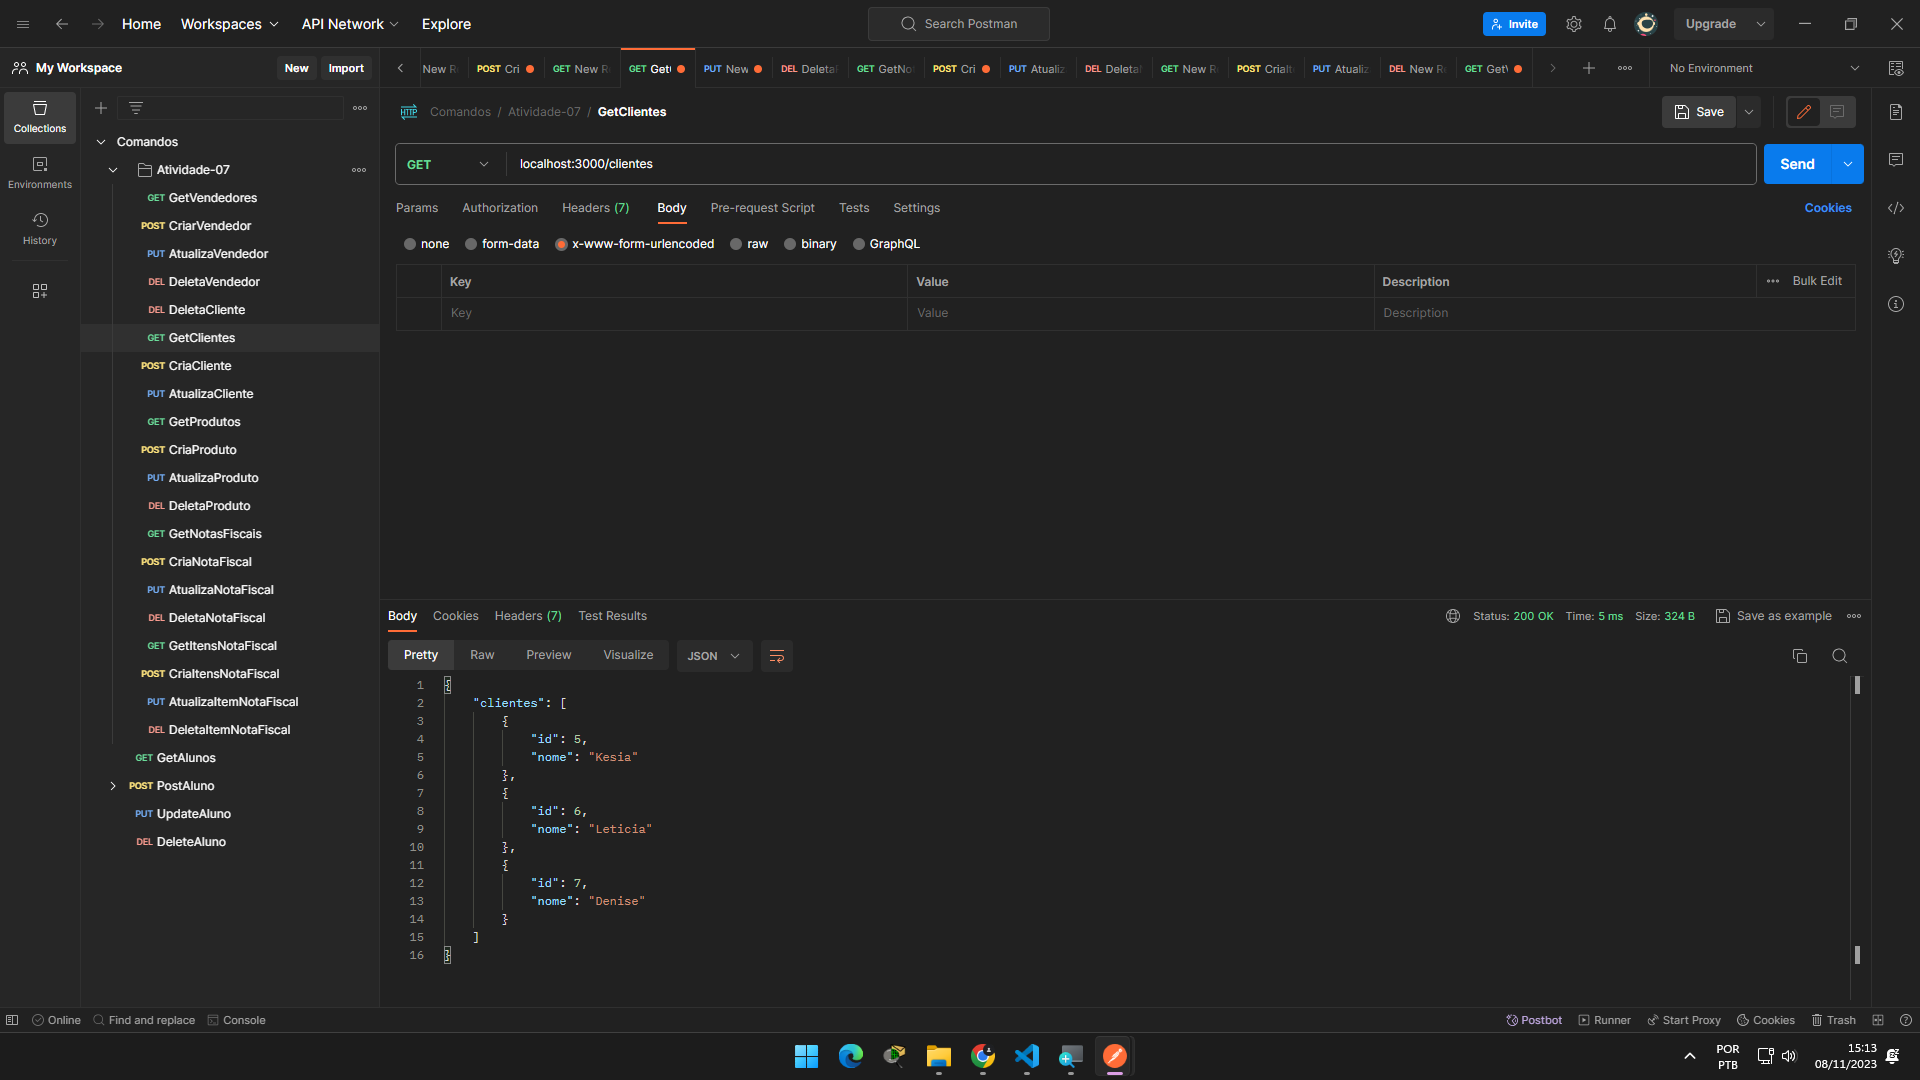 Home Workspaces API Network Explore Search Postman Invite Upgrade
My Workspace New Import
New R POST Cri GET New R GET Get PUT New DEL Deleta GET GetNo POST Cri PUT Atualiz DEL Deleta GET New R POST CriaIt PUT Atualiz DEL New R GET GetV No Environment
Collections
Environments
History
Comandos
Atividade-07
GET GetVendedores
POST CriarVendedor
PUT AtualizaVendedor
DEL DeletaVendedor
DEL DeletaCliente
GET GetClientes
POST CriaCliente
PUT AtualizaCliente
GET GetProdutos
POST CriaProduto
PUT AtualizaProduto
DEL DeletaProduto
GET GetNotasFiscais
POST CriaNotaFiscal
PUT AtualizaNotaFiscal
DEL DeletaNotaFiscal
GET GetItensNotaFiscal
POST CriaItensNotaFiscal
PUT AtualizaItemNotaFiscal
DEL DeletaItemNotaFiscal
GET GetAlunos
POST PostAluno
PUT UpdateAluno
DEL DeleteAluno
HTTP Comandos / Atividade-07 / GetClientes Save
GET localhost:3000/clientes Send
Params Authorization Headers (7) Body Pre-request Script Tests Settings Cookies
none form-data x-www-form-urlencoded raw binary GraphQL
Key Value Description Bulk Edit
Key Value Description
Body Cookies Headers (7) Test Results Status: 200 OK Time: 5 ms Size: 324 B Save as example
Pretty Raw Preview Visualize JSON
1 {
2 "clientes": [
3 {
4 "id": 5,
5 "nome": "Kesia"
6 },
7 {
8 "id": 6,
9 "nome": "Leticia"
10 },
11 {
12 "id": 7,
13 "nome": "Denise"
14 }
15 ]
16 }
Online Find and replace Console Postbot Runner Start Proxy Cookies Trash
POR
PTB
15:13
08/11/2023